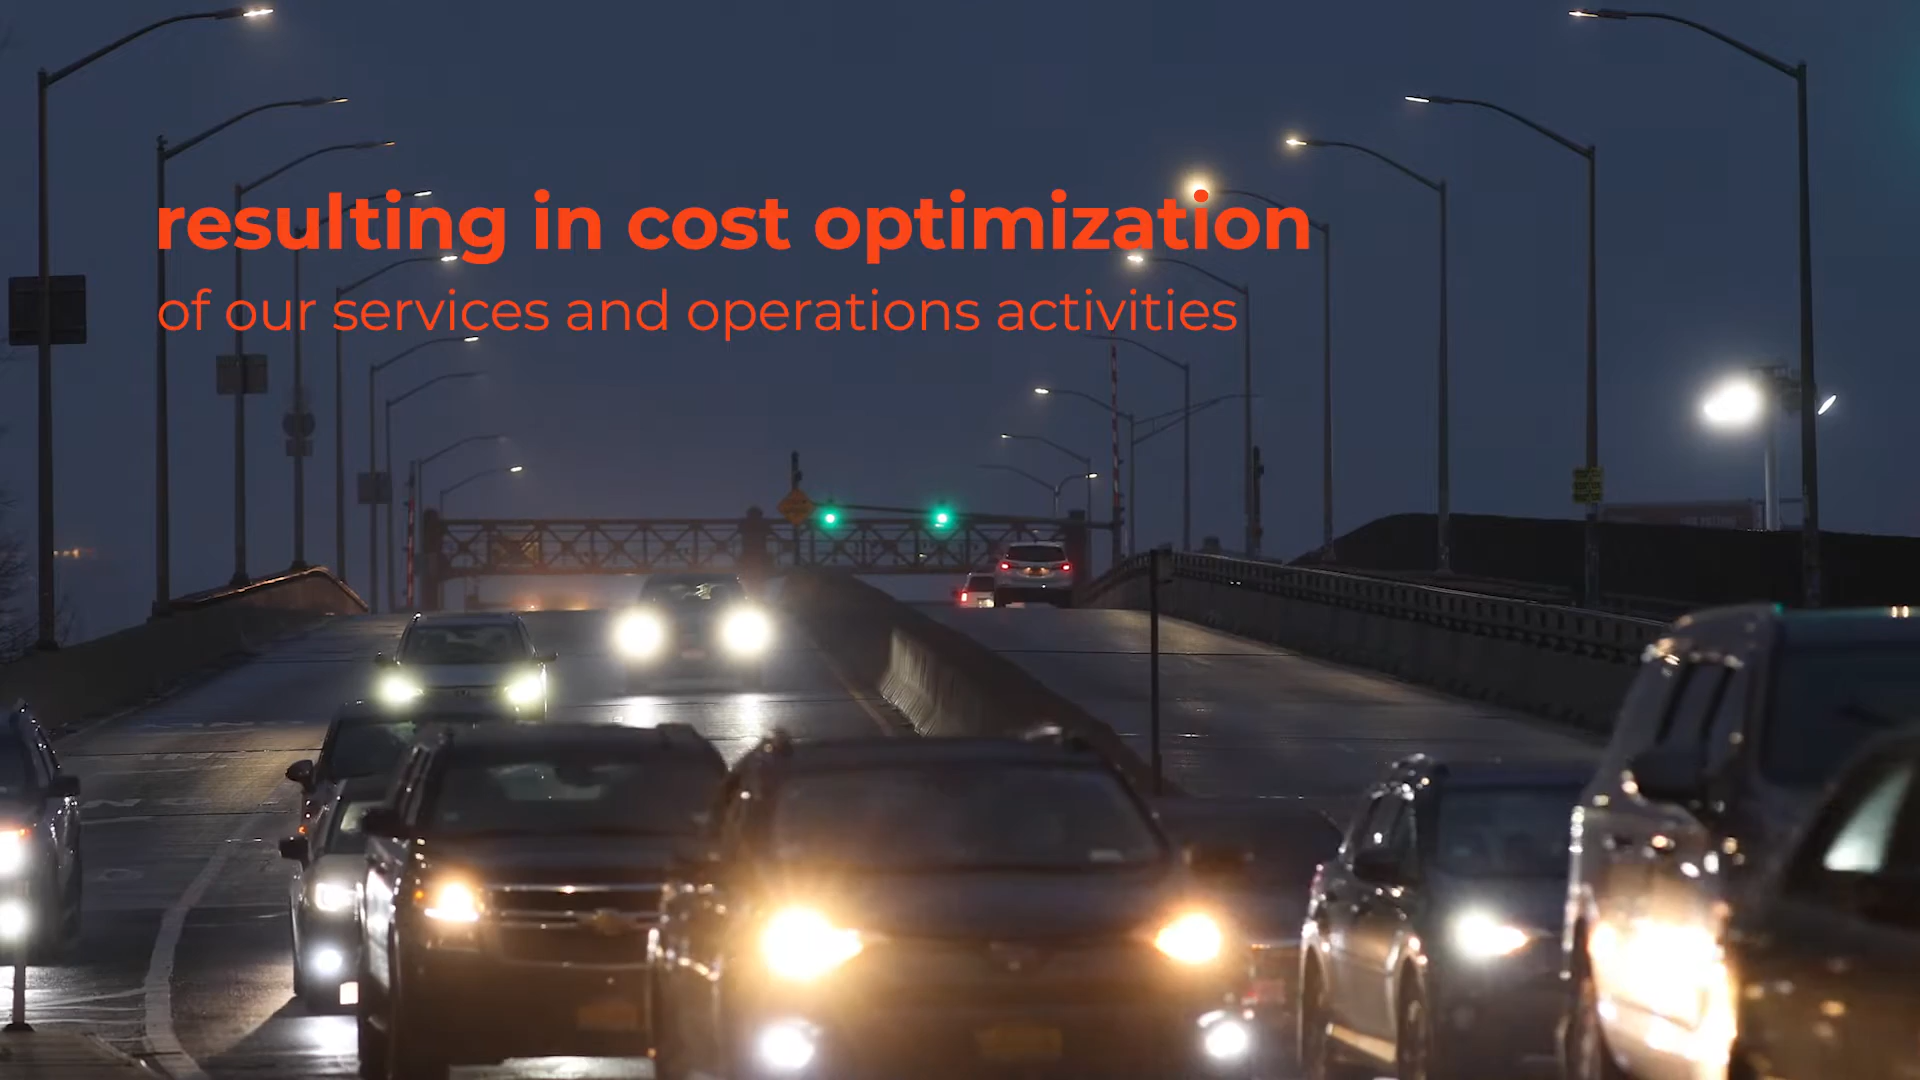 resulting in cost optimization
of our services and operations activities